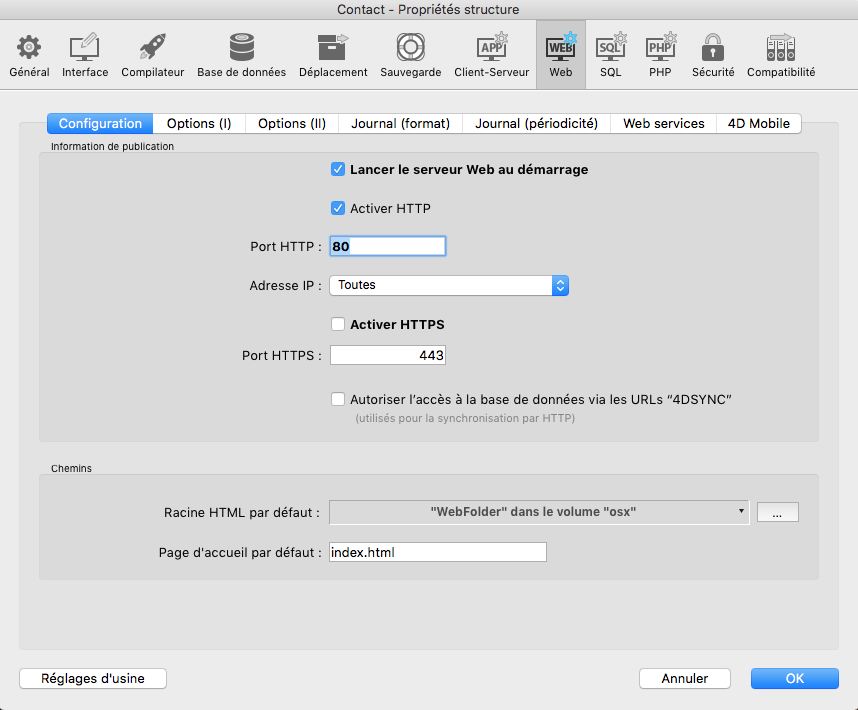 Contact - Propriétés structure
APP WEB SQL PHP
Général Interface Compilateur Base de données Déplacement Sauvegarde Client-Serveur Web SQL PHP Sécurité Compatibilité
Configuration Options (I) Options (II) Journal (format) Journal (périodicité) Web services 4D Mobile
Information de publication
Lancer le serveur Web au démarrage
Activer HTTP
Port HTTP : 80
Adresse IP : Toutes
Activer HTTPS
Port HTTPS : 443
Autoriser l’accès à la base de données via les URLs “4DSYNC”
(utilisés pour la synchronisation par HTTP)
Chemins
Racine HTML par défaut : "WebFolder" dans le volume "osx" ...
Page d'accueil par défaut : index.html
Réglages d'usine Annuler OK